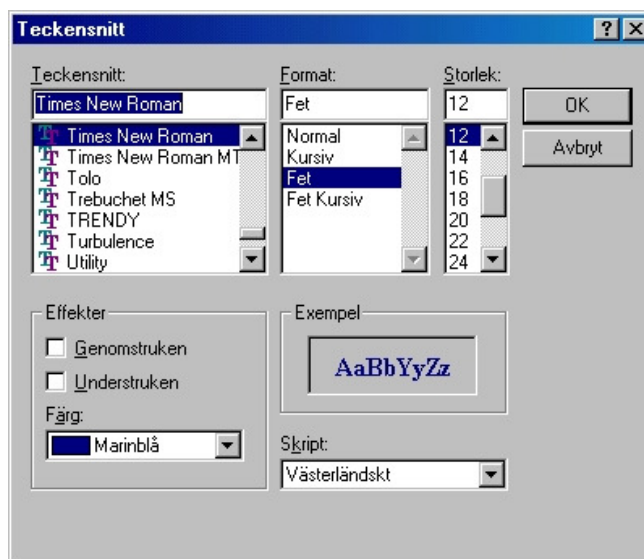 Teckensnitt
Teckensnitt:
Times New Roman
Times New Roman
Times New Roman MT
Tolo
Trebuchet MS
TRENDY
Turbulence
Utility
Format:
Fet
Normal
Kursiv
Fet
Fet Kursiv
Storlek:
12
12
14
16
18
20
22
24
OK
Avbryt
Effekter
Genomstruken
Understruken
Färg:
Marinblå
Exempel
AaBbYyZz
Skript:
Västerländskt